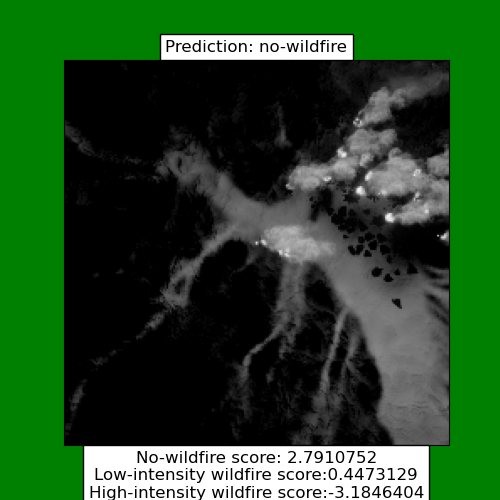 Prediction: no-wildfire
No-wildfire score: 2.7910752
Low-intensity wildfire score:0.4473129
High-intensity wildfire score:-3.1846404